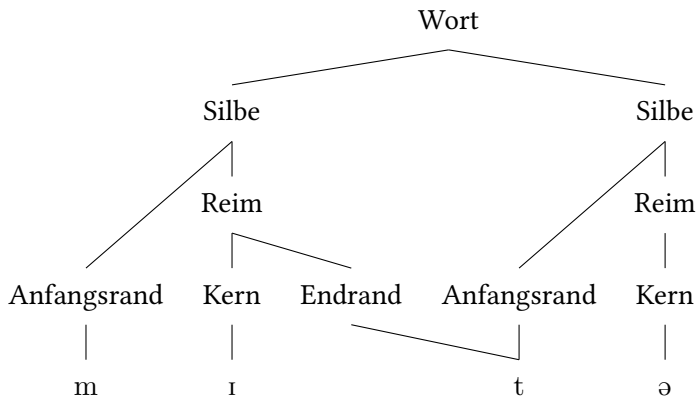 Wort
Silbe Silbe
Reim Reim
Anfangsrand Kern Endrand Anfangsrand Kern
m ɪ t ə